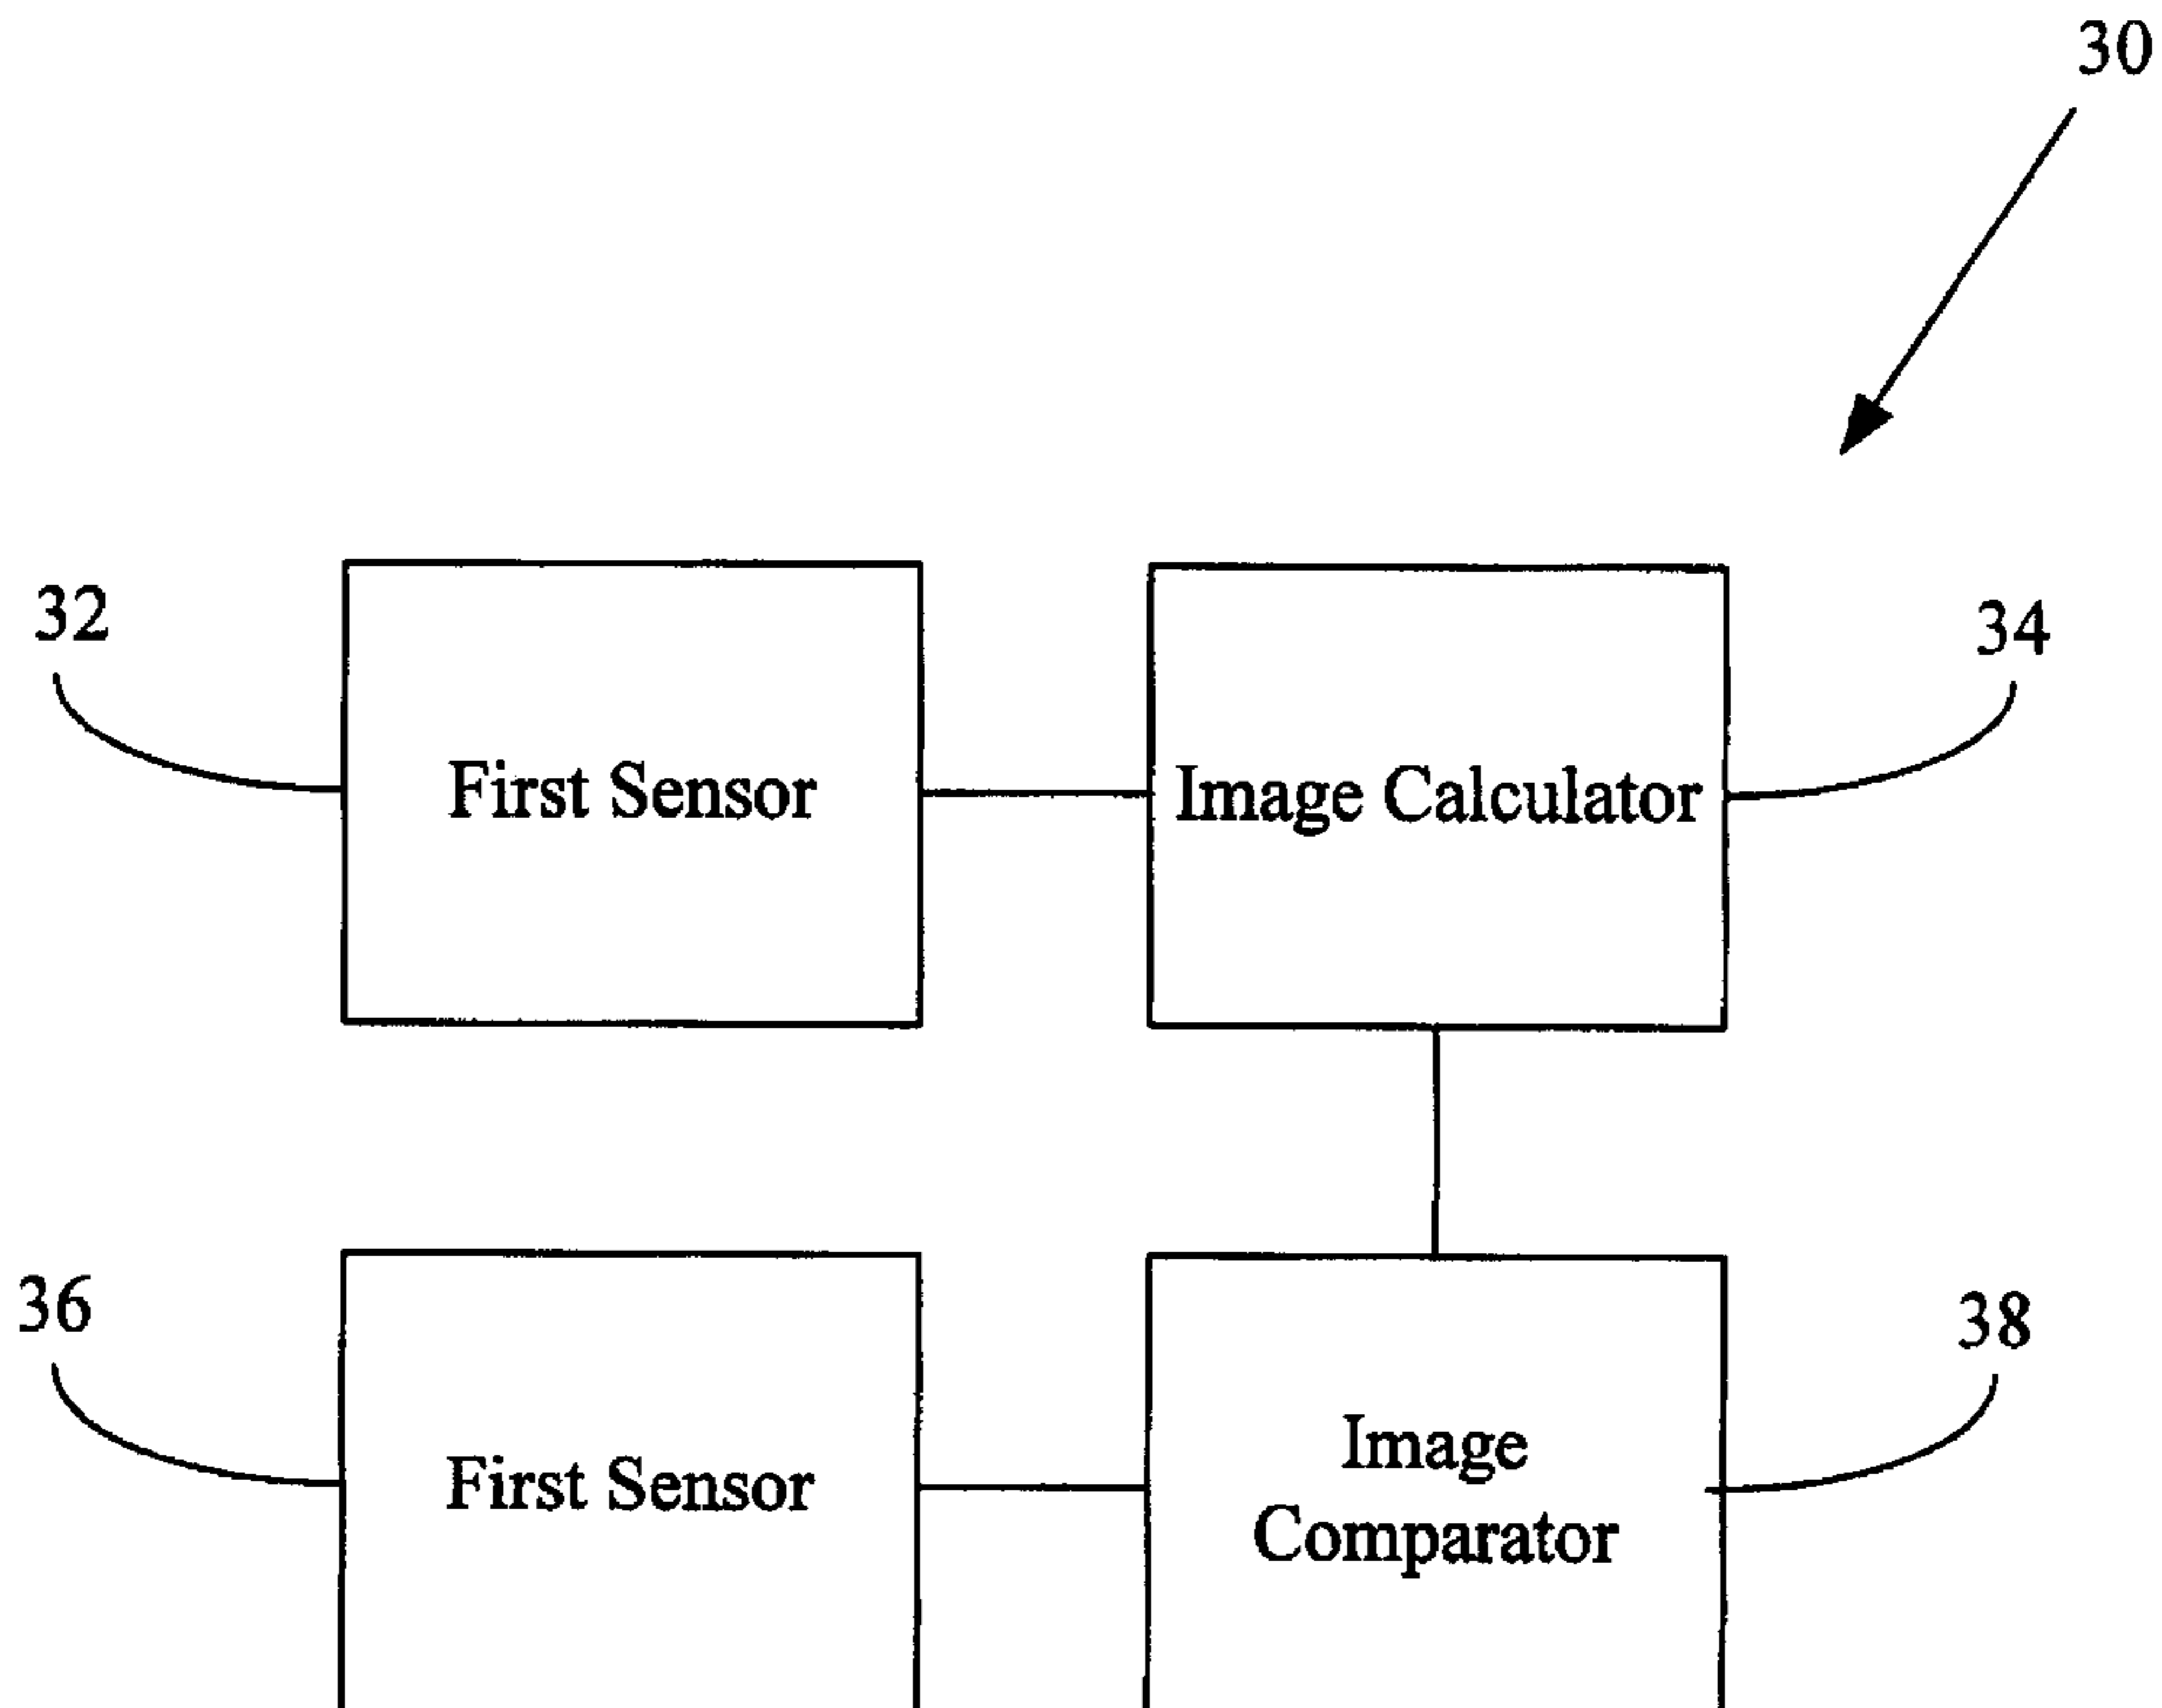 30
32
34
First Sensor
Image Calculator
36
38
First Sensor
Image
Comparator